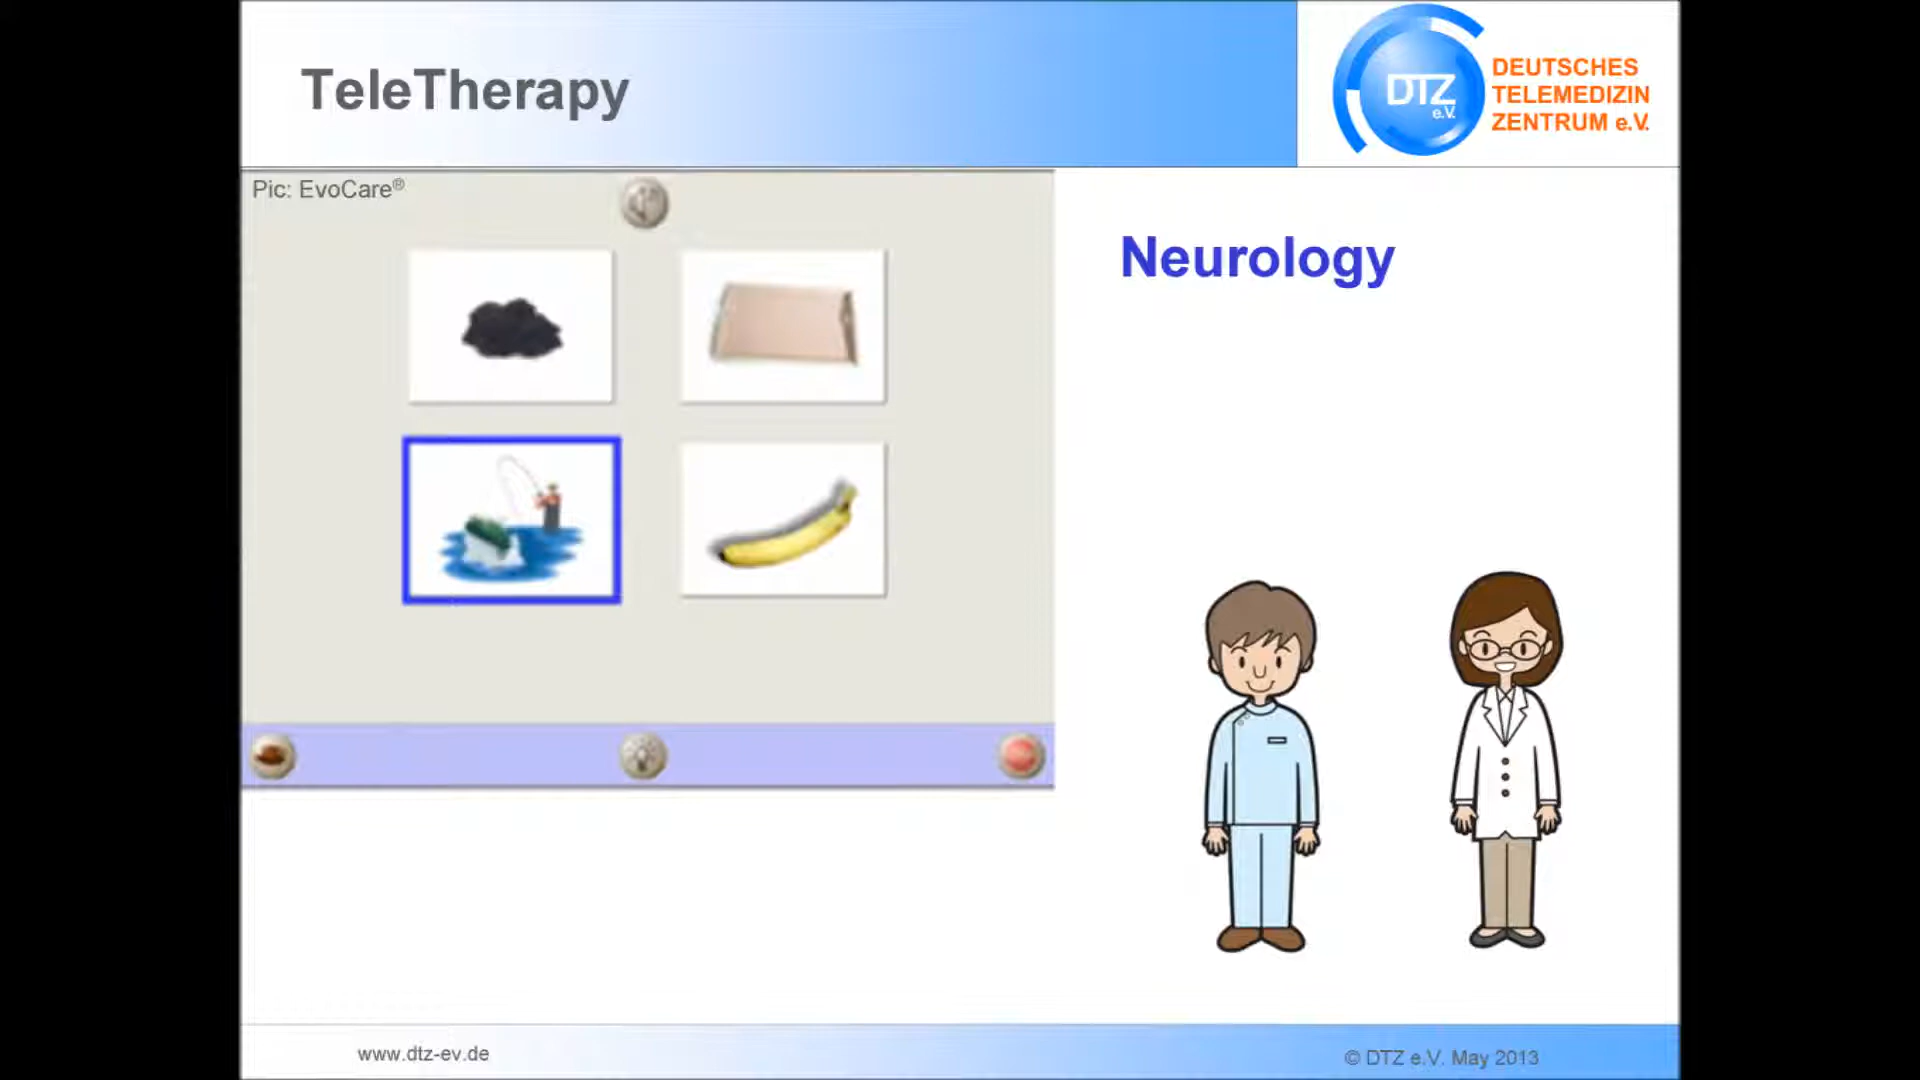 TeleTherapy
DTZ
e.V.
DEUTSCHES
TELEMEDIZIN
ZENTRUM e.V.
Pic: EvoCare®
Neurology
www.dtz-ev.de
© DTZ e.V. May 2013